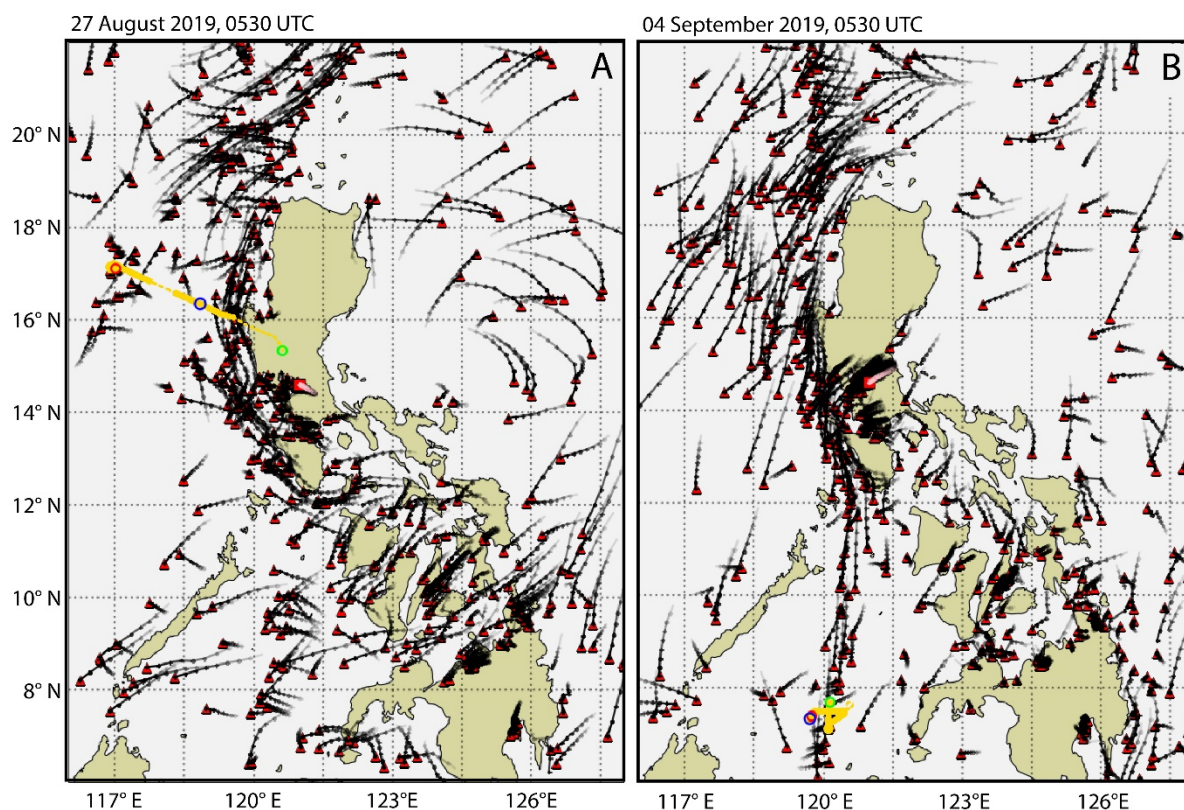 27 August 2019, 0530 UTC
04 September 2019, 0530 UTC
A
B
20° N
18° N
16° N
14° N
12° N
10° N
8° N
117° E 120° E 123° E 126° E
117° E 120° E 123° E 126° E